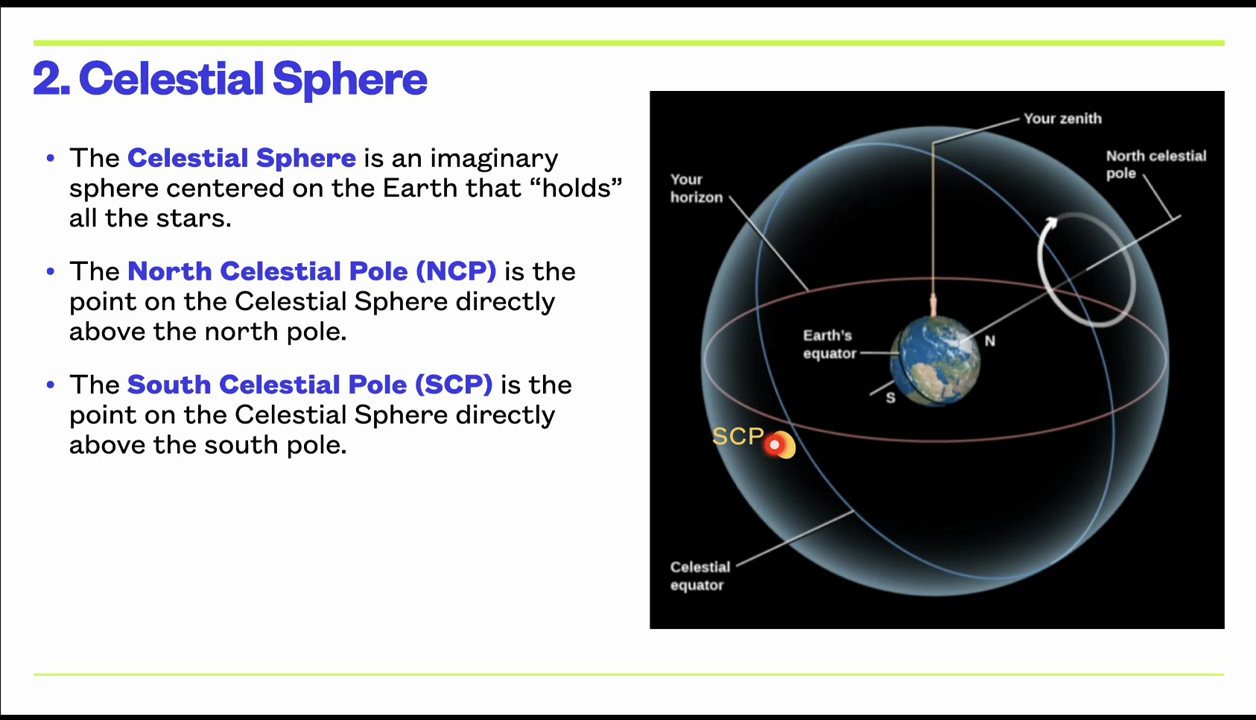 2. Celestial Sphere
• The Celestial Sphere is an imaginary
sphere centered on the Earth that “holds”
all the stars.
• The North Celestial Pole (NCP) is the
point on the Celestial Sphere directly
above the north pole.
• The South Celestial Pole (SCP) is the
point on the Celestial Sphere directly
above the south pole.
Your zenith
North celestial
pole
Your
horizon
Earth’s
equator
N
S
SCP
Celestial
equator